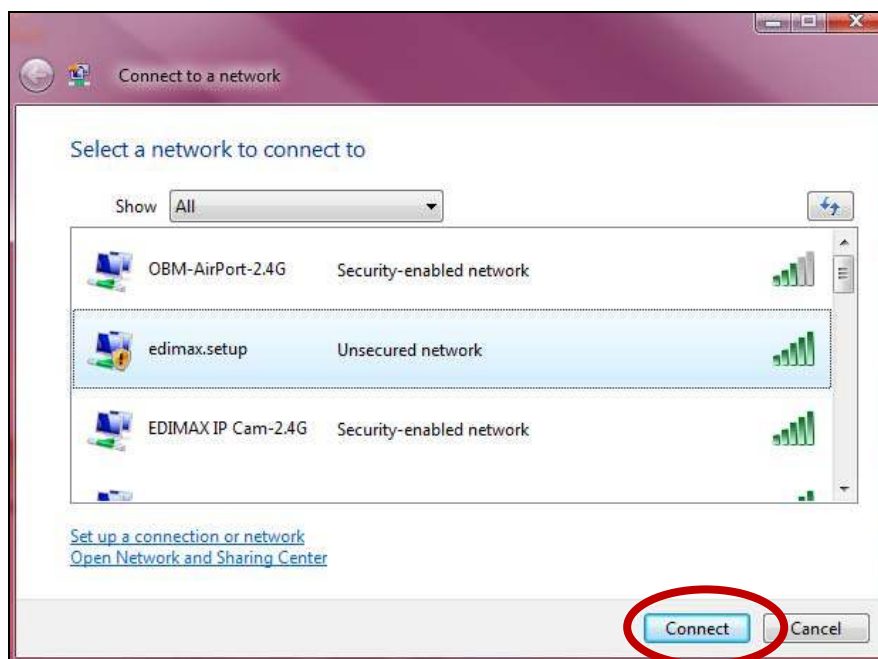 Connect to a network
Select a network to connect to
Show All
OBM-AirPort-2.4G Security-enabled network
edimax.setup Unsecured network
EDIMAX IP Cam-2.4G Security-enabled network
Set up a connection or network
Open Network and Sharing Center
Connect Cancel